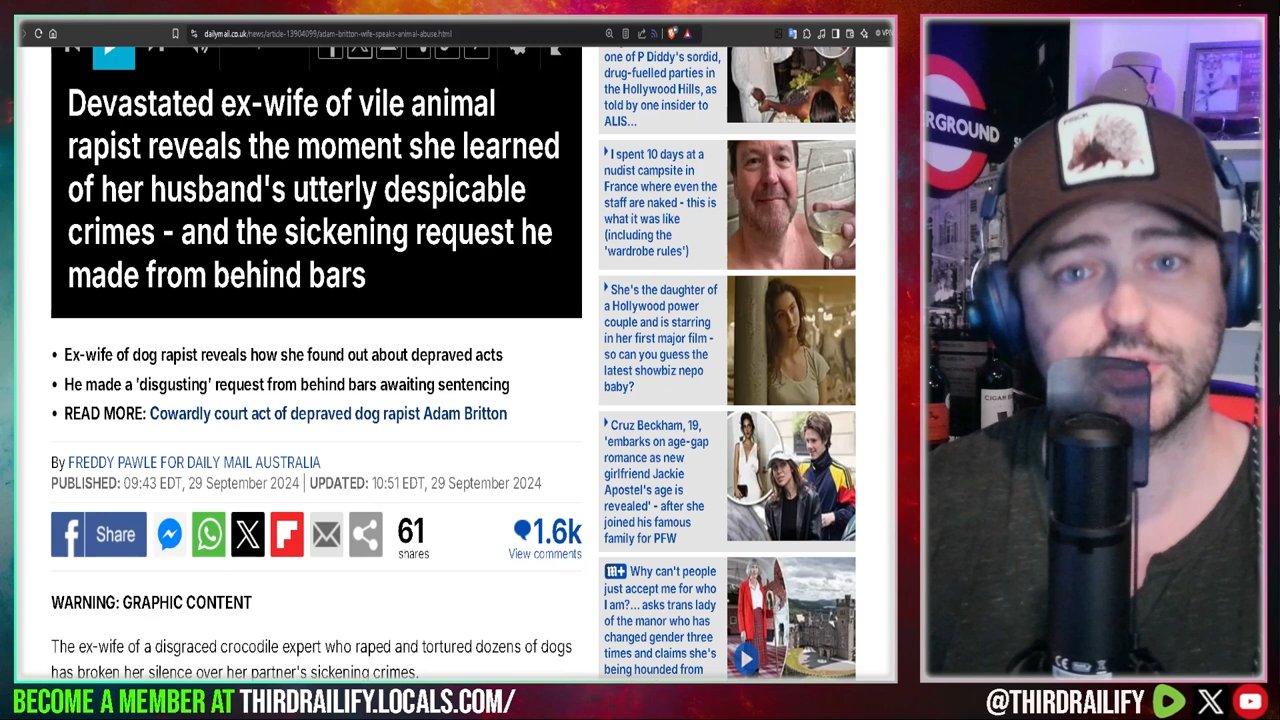 dailymail.co.uk/news/article-13904099/adam-britton-wife-speaks-animal-abuse.html
Devastated ex-wife of vile animal
rapist reveals the moment she learned
of her husband's utterly despicable
crimes - and the sickening request he
made from behind bars
• Ex-wife of dog rapist reveals how she found out about depraved acts
• He made a 'disgusting' request from behind bars awaiting sentencing
• READ MORE: Cowardly court act of depraved dog rapist Adam Britton
By FREDDY PAWLE FOR DAILY MAIL AUSTRALIA
PUBLISHED: 09:43 EDT, 29 September 2024 | UPDATED: 10:51 EDT, 29 September 2024
Share
61
shares
1.6k
View comments
WARNING: GRAPHIC CONTENT
The ex-wife of a disgraced crocodile expert who raped and tortured dozens of dogs
has broken her silence over her partner's sickening crimes.
one of P Diddy's sordid,
drug-fuelled parties in
the Hollywood Hills, as
told by one insider to
ALIS...
I spent 10 days at a
nudist campsite in
France where even the
staff are naked - this is
what it was like
(including the
'wardrobe rules')
She's the daughter of
a Hollywood power
couple and is starring
in her first major film -
so can you guess the
latest showbiz nepo
baby?
Cruz Beckham, 19,
'embarks on age-gap
romance as new
girlfriend Jackie
Apostel's age is
revealed' - after she
joined his famous
family for PFW
m+ Why can't people
just accept me for who
I am?... asks trans lady
of the manor who has
changed gender three
times and claims she's
being hounded from
RGROUND
CIGAR
BECOME A MEMBER AT THIRDRAILIFY.LOCALS.COM/
@THIRDRAILIFY